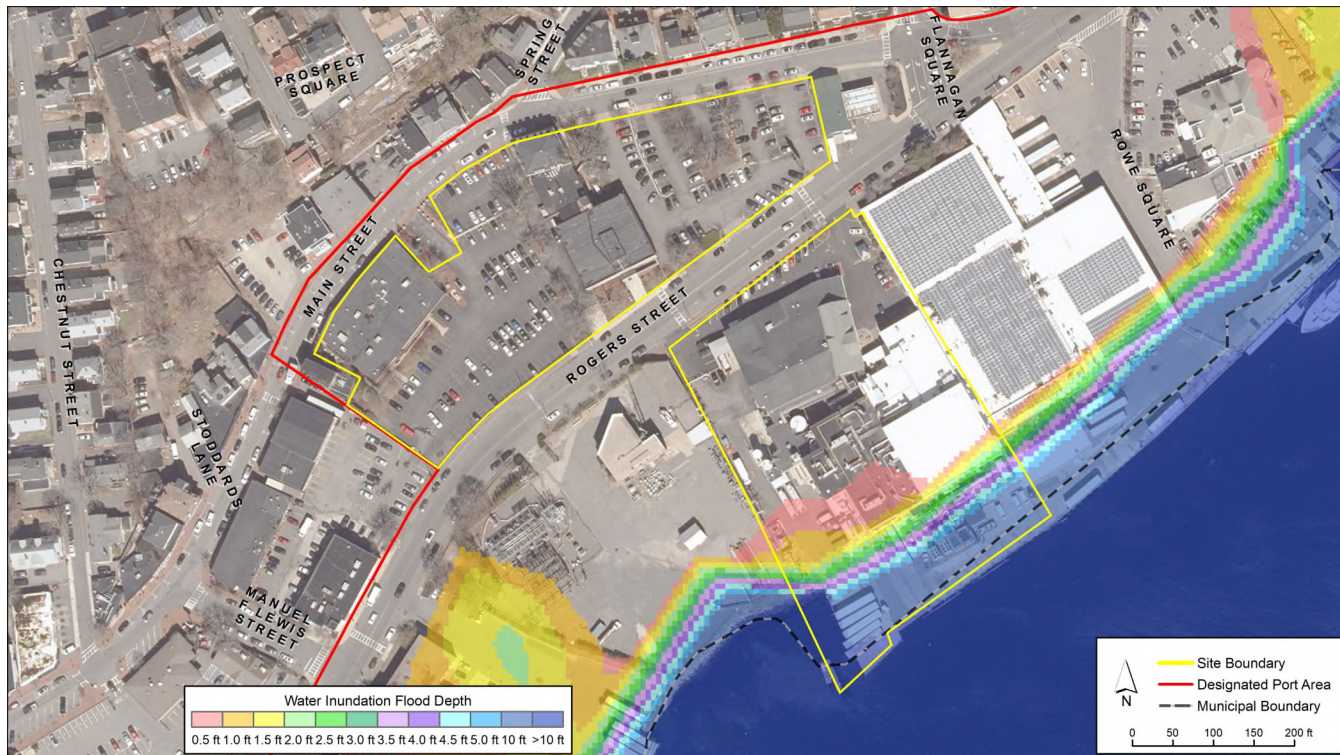 PROSPECT
SQUARE
SPRING
STREET
FLANNAGAN
SQUARE
ROWE SQUARE
MAIN STREET
CHESTNUT STREET
ROGERS STREET
STODDARDS
LANE
MANUEL
F LEWIS
STREET
Water Inundation Flood Depth
0.5 ft 1.0 ft 1.5 ft 2.0 ft 2.5 ft 3.0 ft 3.5 ft 4.0 ft 4.5 ft 5.0 ft 10 ft >10 ft
Site Boundary
Designated Port Area
Municipal Boundary
N
0 50 100 150 200 ft